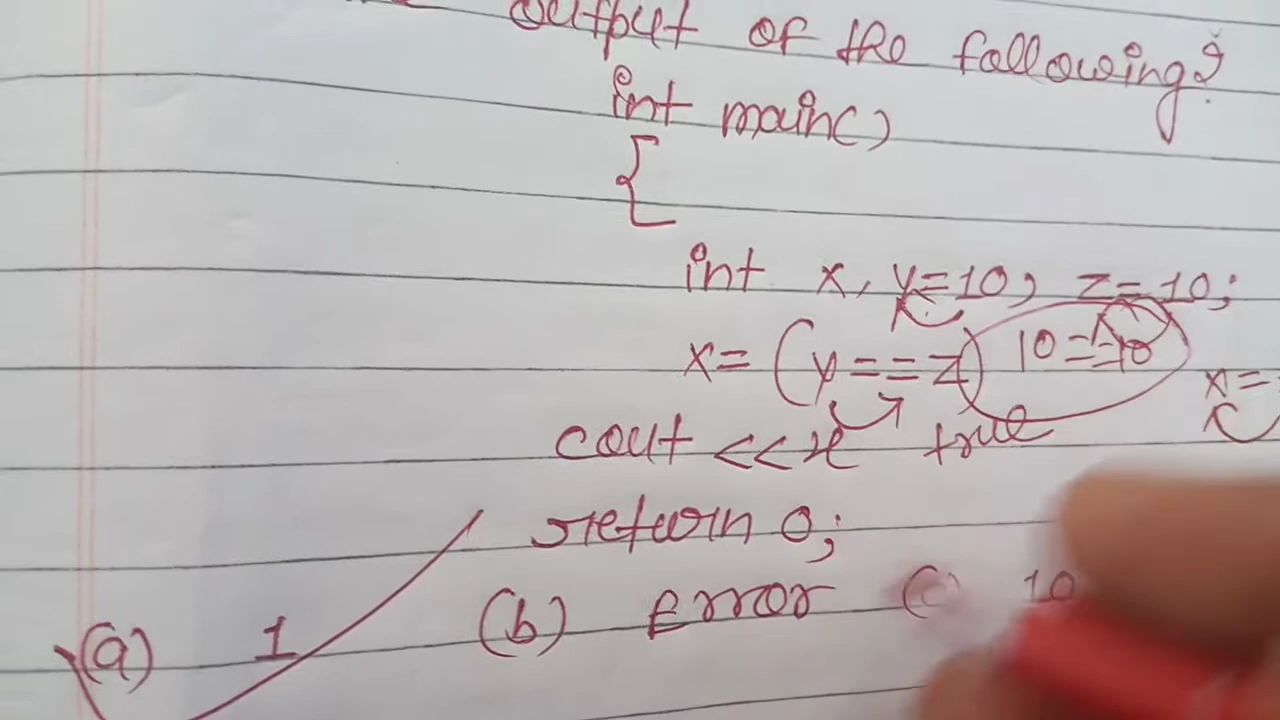 output of the following?
int main()
{
int x, y=10, z=10;
x= (y==z) 10==10
x=
cout <<x true
return 0;
(a) 1 (b) Error (c) 10